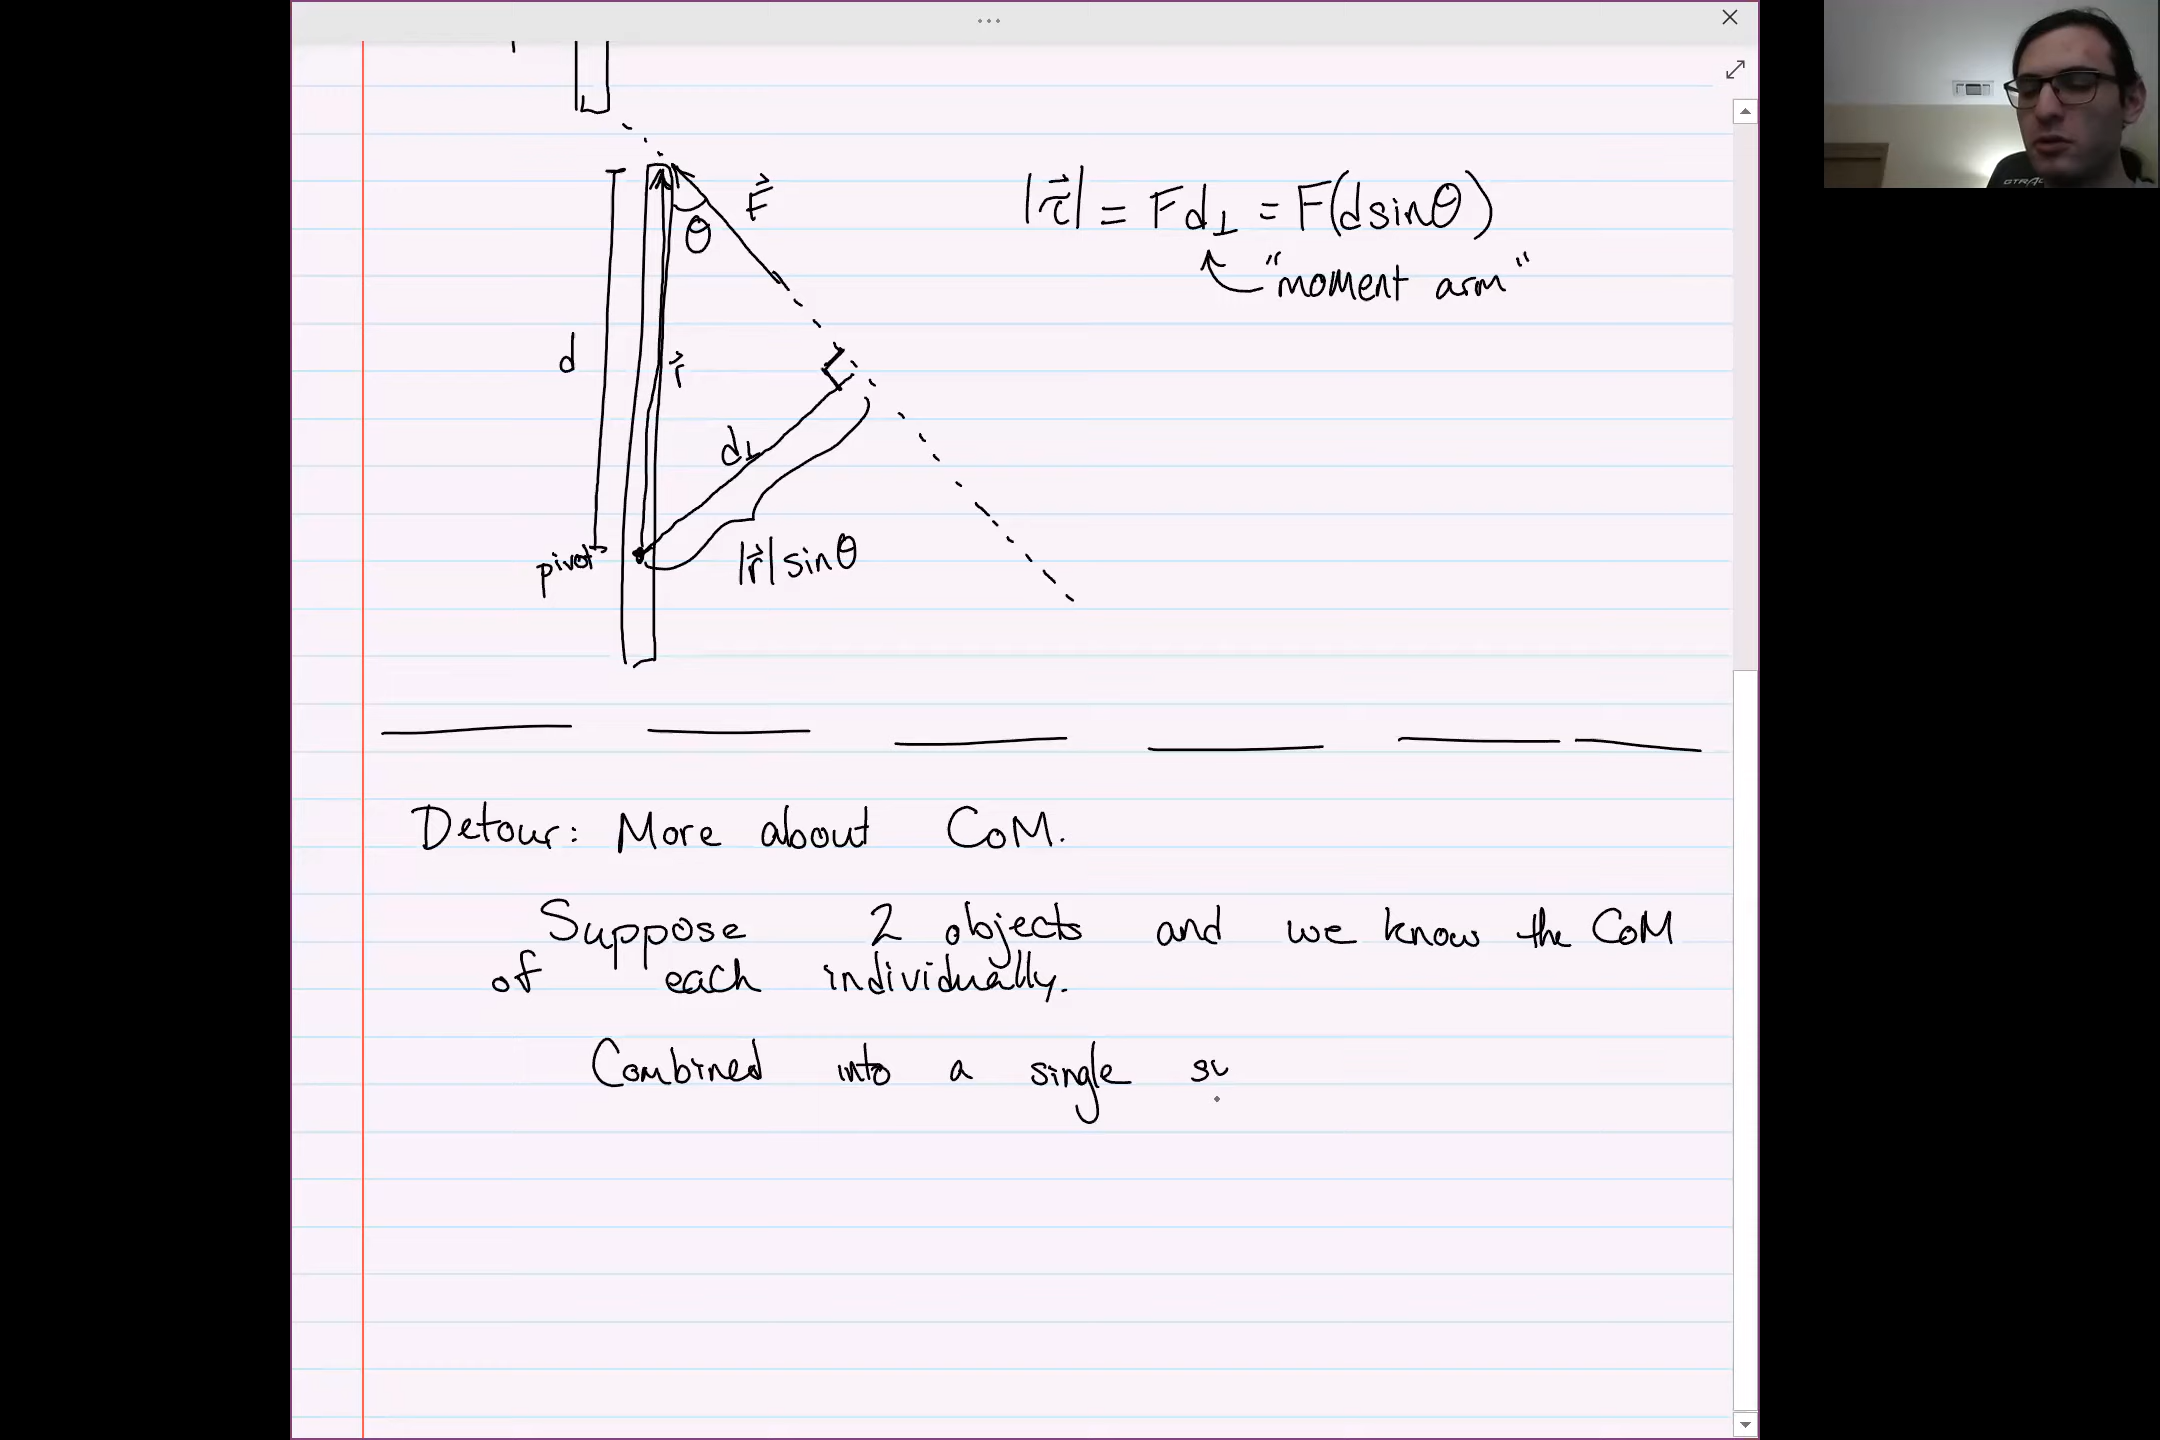 F⃗
θ
|τ⃗| = Fd⊥ = F(dsinθ)
"moment arm"
d
r⃗
d⊥
pivot
|r⃗| sinθ
Detour: More about CoM.
Suppose 2 objects and we know the CoM
of each individually.
Combined into a single